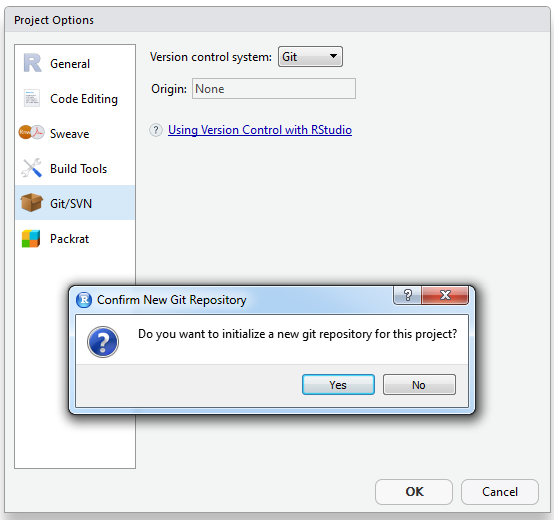 Project Options
General
Code Editing
Sweave
Build Tools
Git/SVN
Packrat
Version control system: Git
Origin: None
? Using Version Control with RStudio
R Confirm New Git Repository
Do you want to initialize a new git repository for this project?
Yes No
OK Cancel